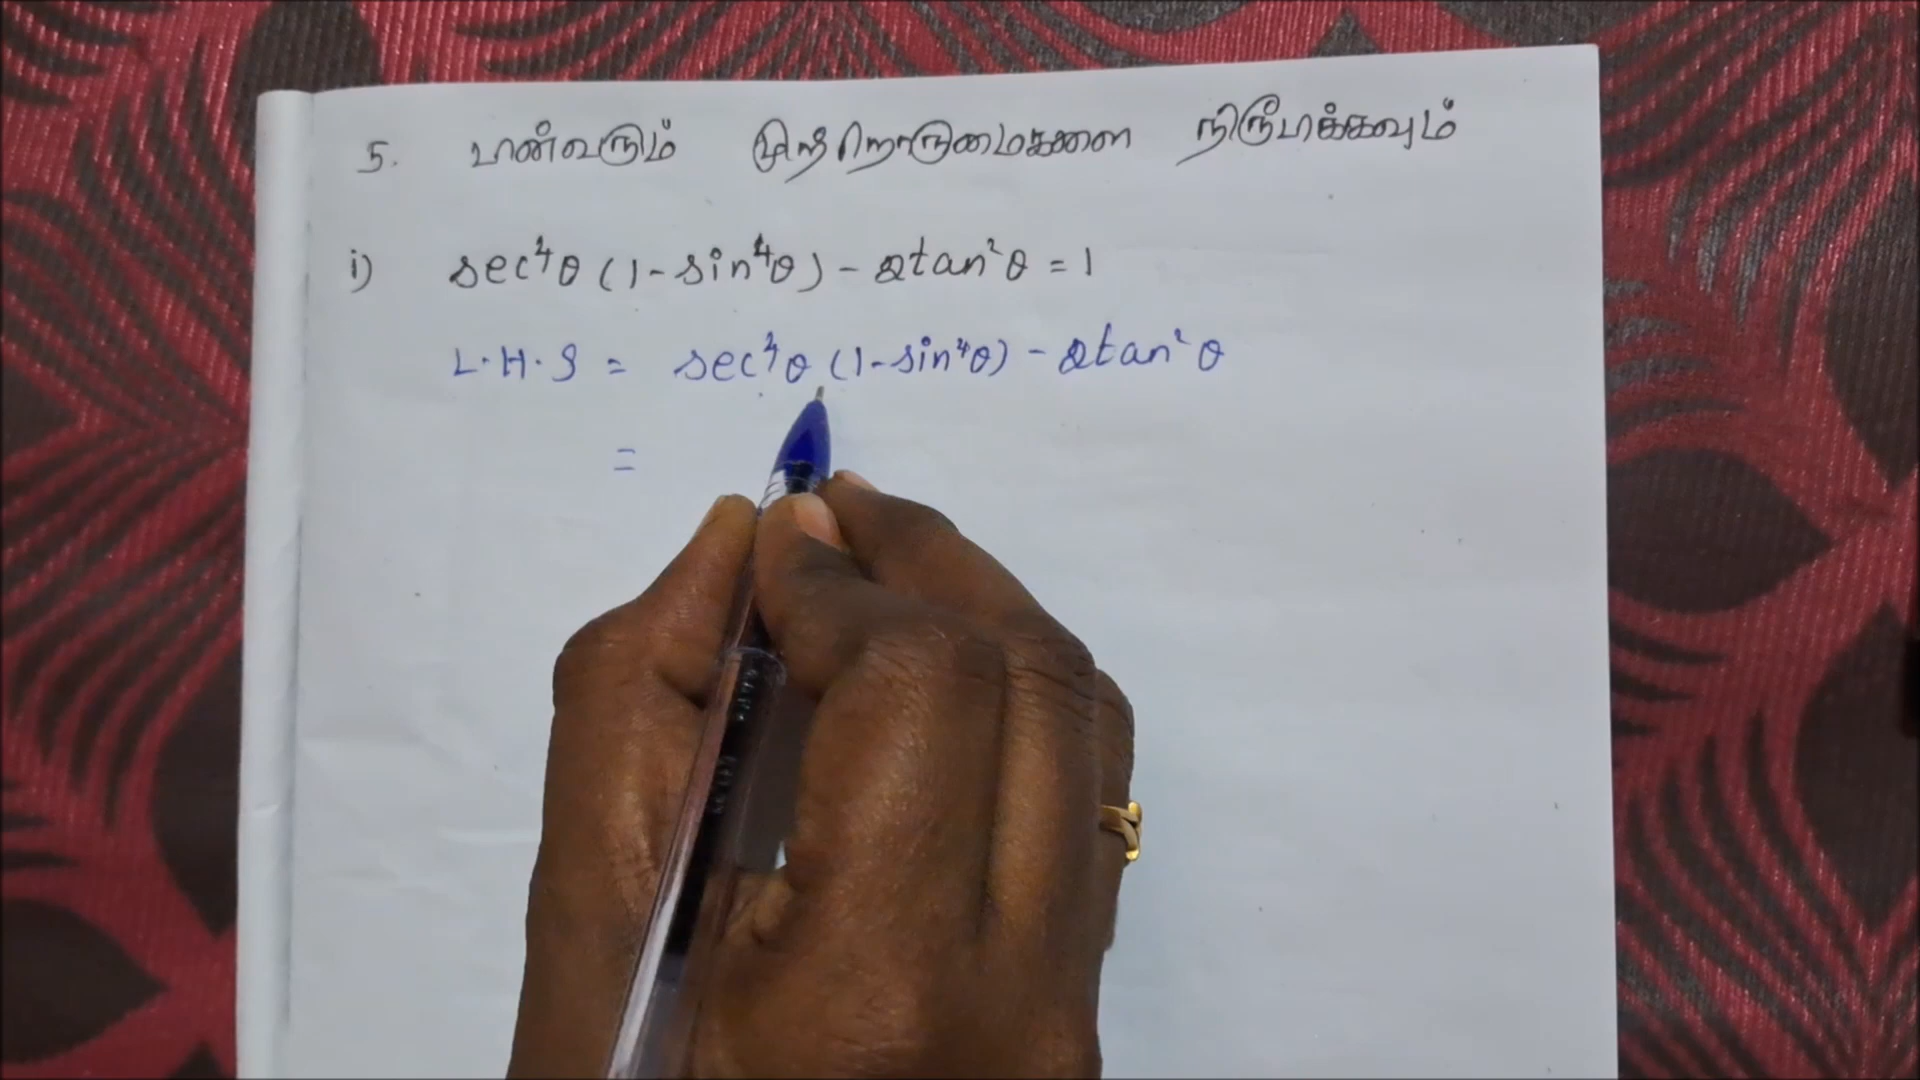 5. பின்வரும் முற்றொருமைகளை நிரூபிக்கவும்
i) sec⁴θ (1-sin⁴θ) - 2tan²θ = 1
L.H.S = sec⁴θ (1-sin⁴θ) - 2tan²θ
=